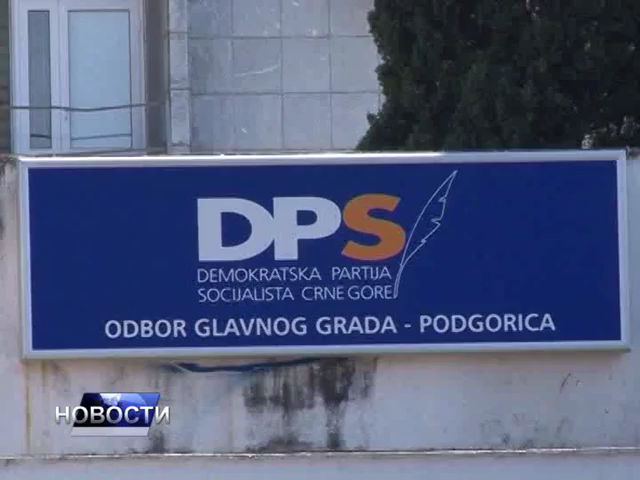 DPS
DEMOKRATSKA PARTIJA
SOCIJALISTA CRNE GORE
ODBOR GLAVNOG GRADA - PODGORICA
НОВОСТИ